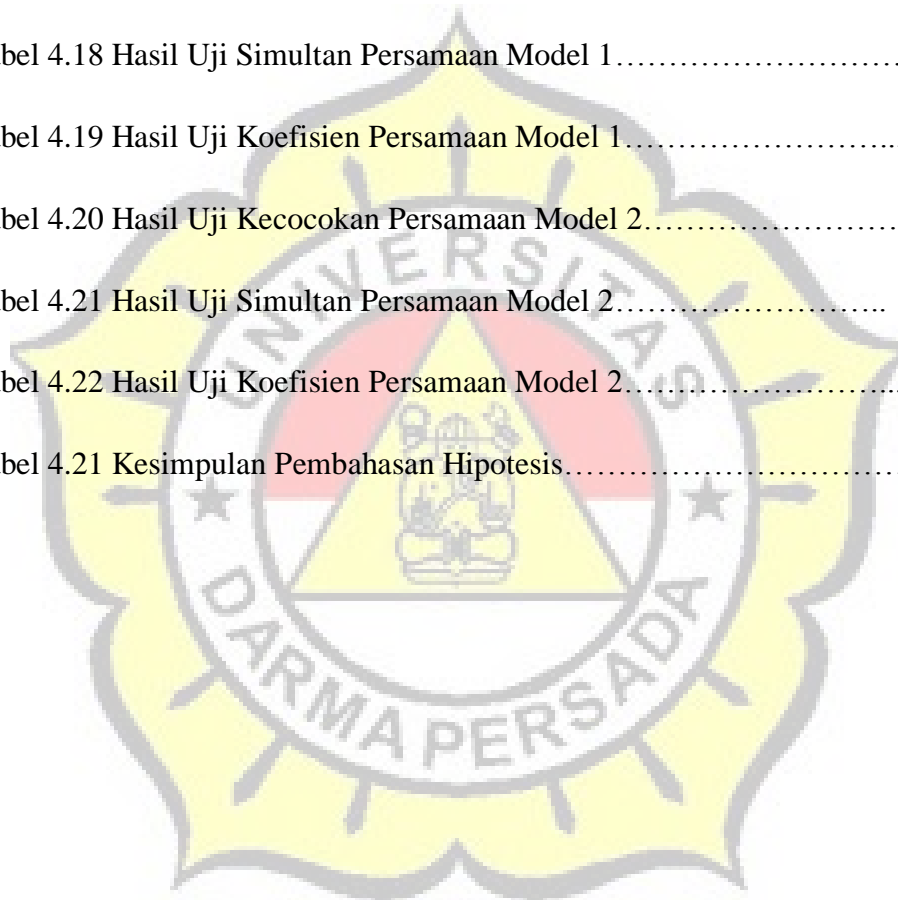 bel 4.18 Hasil Uji Simultan Persamaan Model 1………………………
bel 4.19 Hasil Uji Koefisien Persamaan Model 1……………………...
bel 4.20 Hasil Uji Kecocokan Persamaan Model 2……………………
bel 4.21 Hasil Uji Simultan Persamaan Model 2……………………..
bel 4.22 Hasil Uji Koefisien Persamaan Model 2……………………...
bel 4.21 Kesimpulan Pembahasan Hipotesis……………………………
UNIVERSITAS
DARMA PERSADA